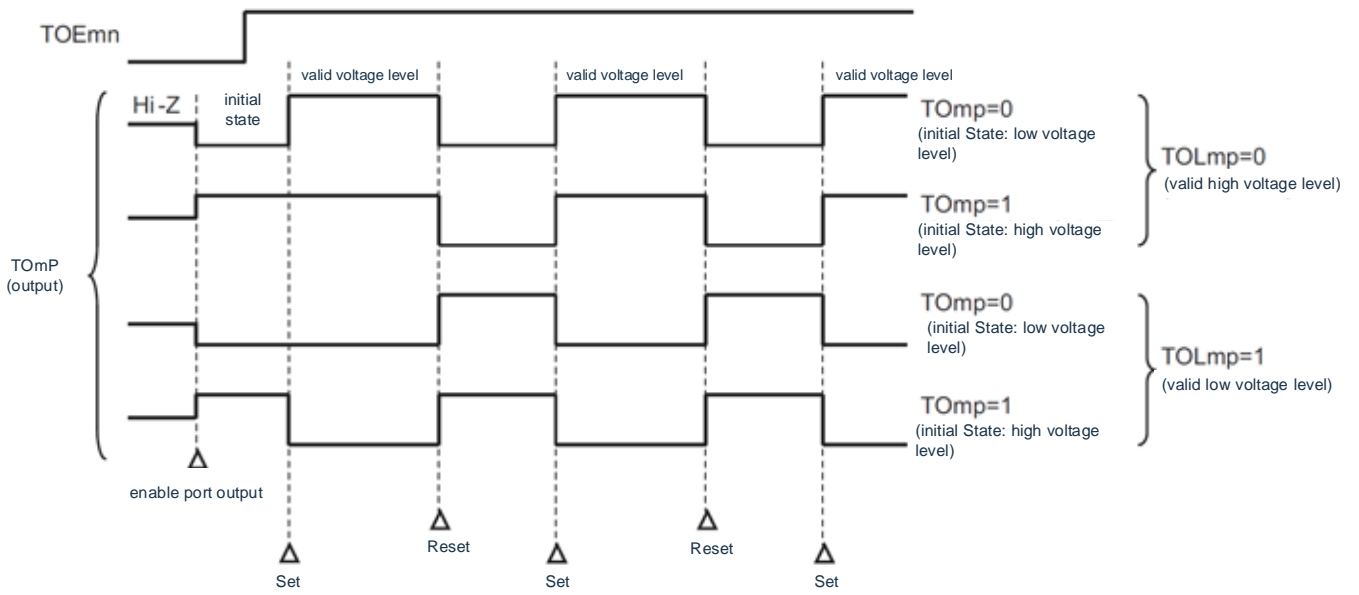 TOEmn
valid voltage level
valid voltage level
valid voltage level
Hi-Z
initial
state
TOmp=0
(initial State: low voltage
level)
TOLmp=0
(valid high voltage level)
TOmp=1
(initial State: high voltage
level)
TOmP
(output)
TOmp=0
(initial State: low voltage
level)
TOLmp=1
(valid low voltage level)
TOmp=1
(initial State: high voltage
level)
enable port output
Reset
Reset
Set
Set
Set